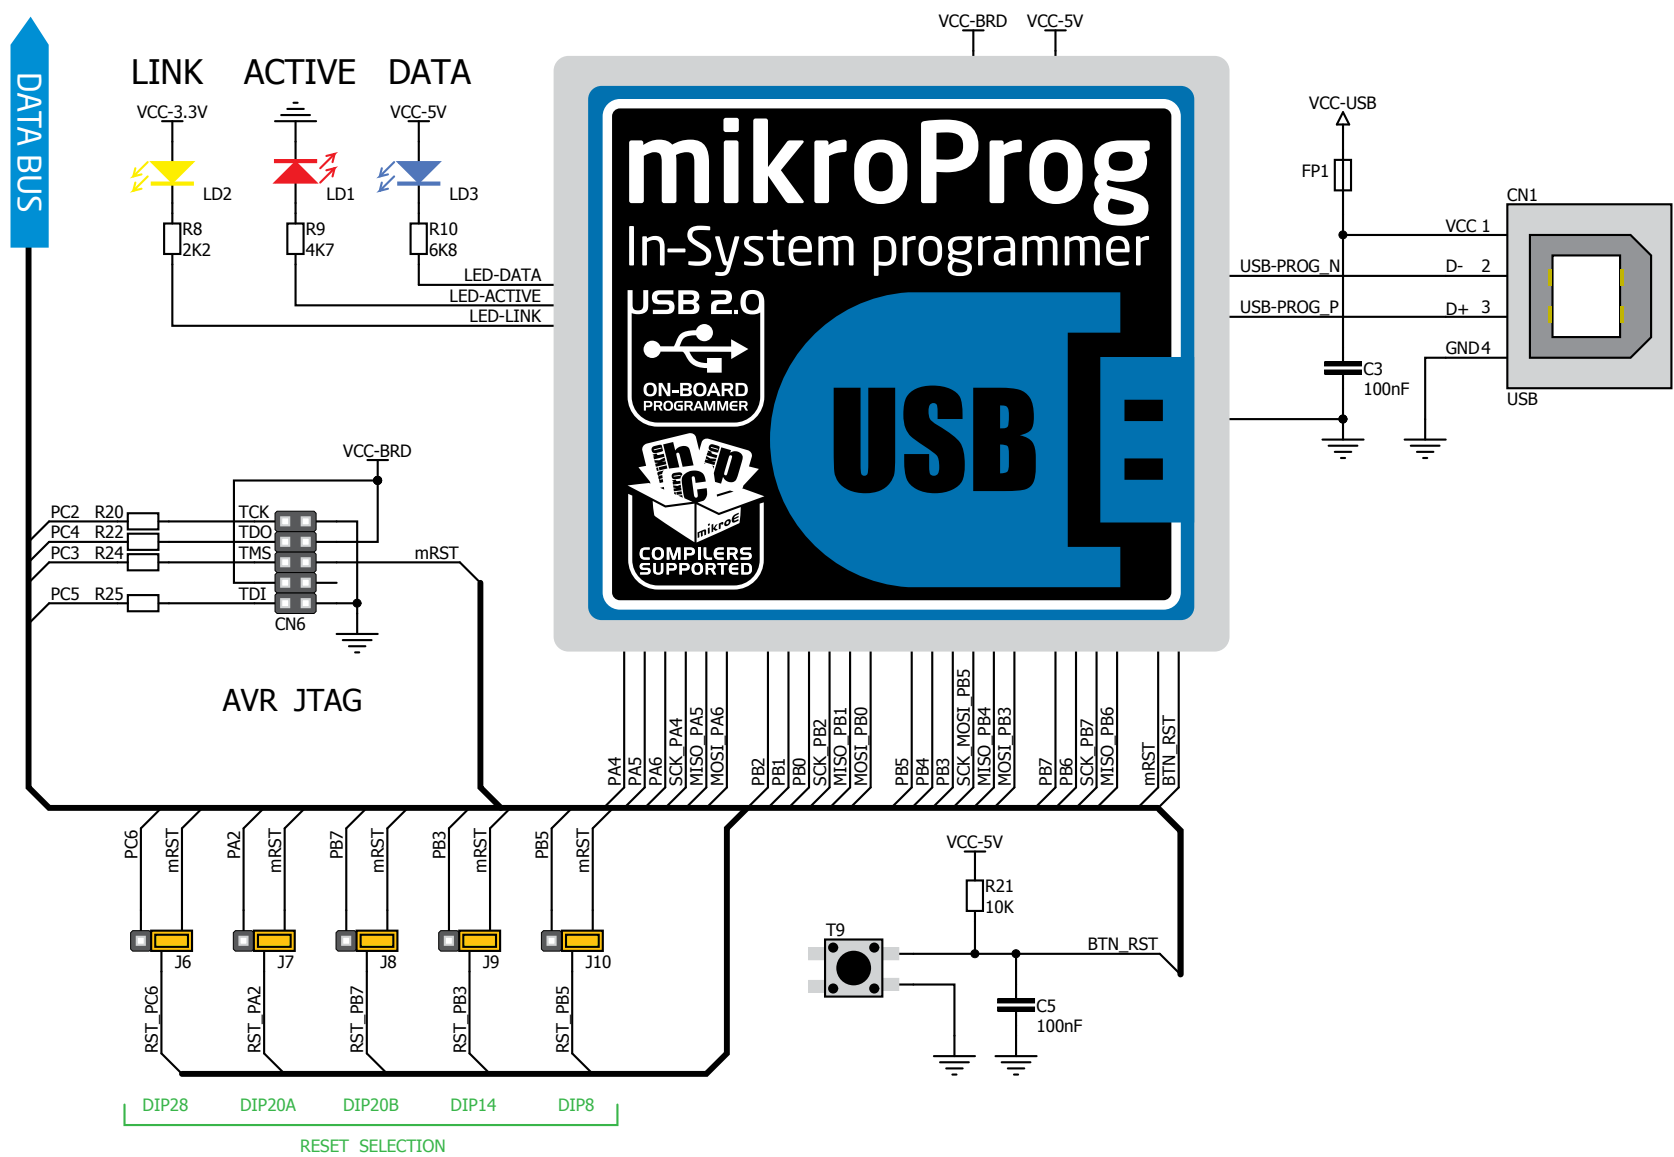 VCC-BRD VCC-5V
DATA BUS
LINK ACTIVE DATA
VCC-3.3V VCC-5V
LD2 LD1 LD3
R8 2K2
R9 4K7
R10 6K8
LED-DATA
LED-ACTIVE
LED-LINK
mikroProg
In-System programmer
USB 2.0
ON-BOARD
PROGRAMMER
mikroE
COMPILERS
SUPPORTED
USB
VCC-USB
FP1
CN1
VCC 1
USB-PROG_N D- 2
USB-PROG_P D+ 3
GND 4
C3
100nF
USB
VCC-BRD
PC2 R20 TCK
PC4 R22 TDO
PC3 R24 TMS mRST
PC5 R25 TDI
CN6
AVR JTAG
PA4
PA5
PA6
SCK_PA4
MISO_PA5
MOSI_PA6
PB2
PB1
PB0
SCK_PB2
MISO_PB1
MOSI_PB0
PB5
PB4
PB3
SCK_MOSI_PB5
MISO_PB4
MOSI_PB3
PB7
PB6
SCK_PB7
MISO_PB6
mRST
BTN_RST
PC6 mRST
PA2 mRST
PB7 mRST
PB3 mRST
PB5 mRST
J6 J7 J8 J9 J10
RST_PC6
RST_PA2
RST_PB7
RST_PB3
RST_PB5
VCC-5V
R21
10K
T9
BTN_RST
C5
100nF
DIP28 DIP20A DIP20B DIP14 DIP8
RESET SELECTION